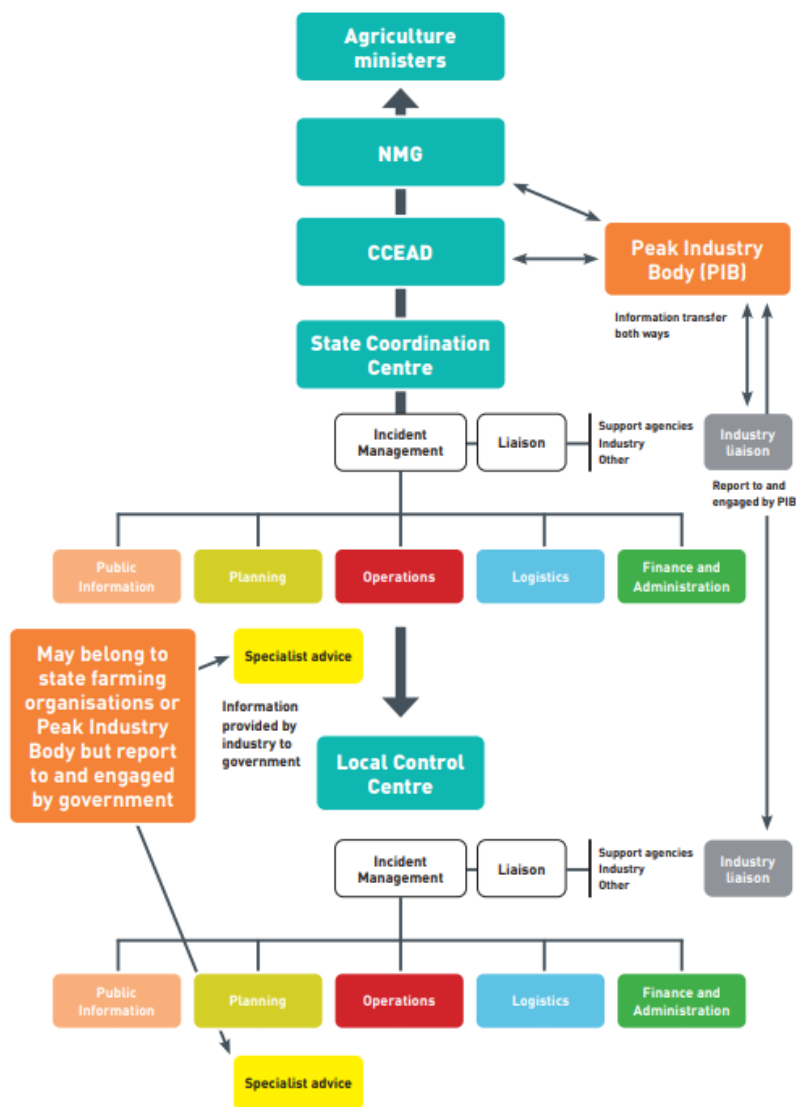 Agriculture
ministers
NMG
CCEAD
Peak Industry
Body (PIB)
Information transfer
both ways
State Coordination
Centre
Incident
Management
Liaison
Support agencies
Industry
Other
Industry
liaison
Report to and
engaged by PIB
Public
Information
Planning
Operations
Logistics
Finance and
Administration
May belong to
state farming
organisations or
Peak Industry
Body but report
to and engaged
by government
Specialist advice
Information
provided by
industry to
government
Local Control
Centre
Incident
Management
Liaison
Support agencies
Industry
Other
Industry
liaison
Public
Information
Planning
Operations
Logistics
Finance and
Administration
Specialist advice